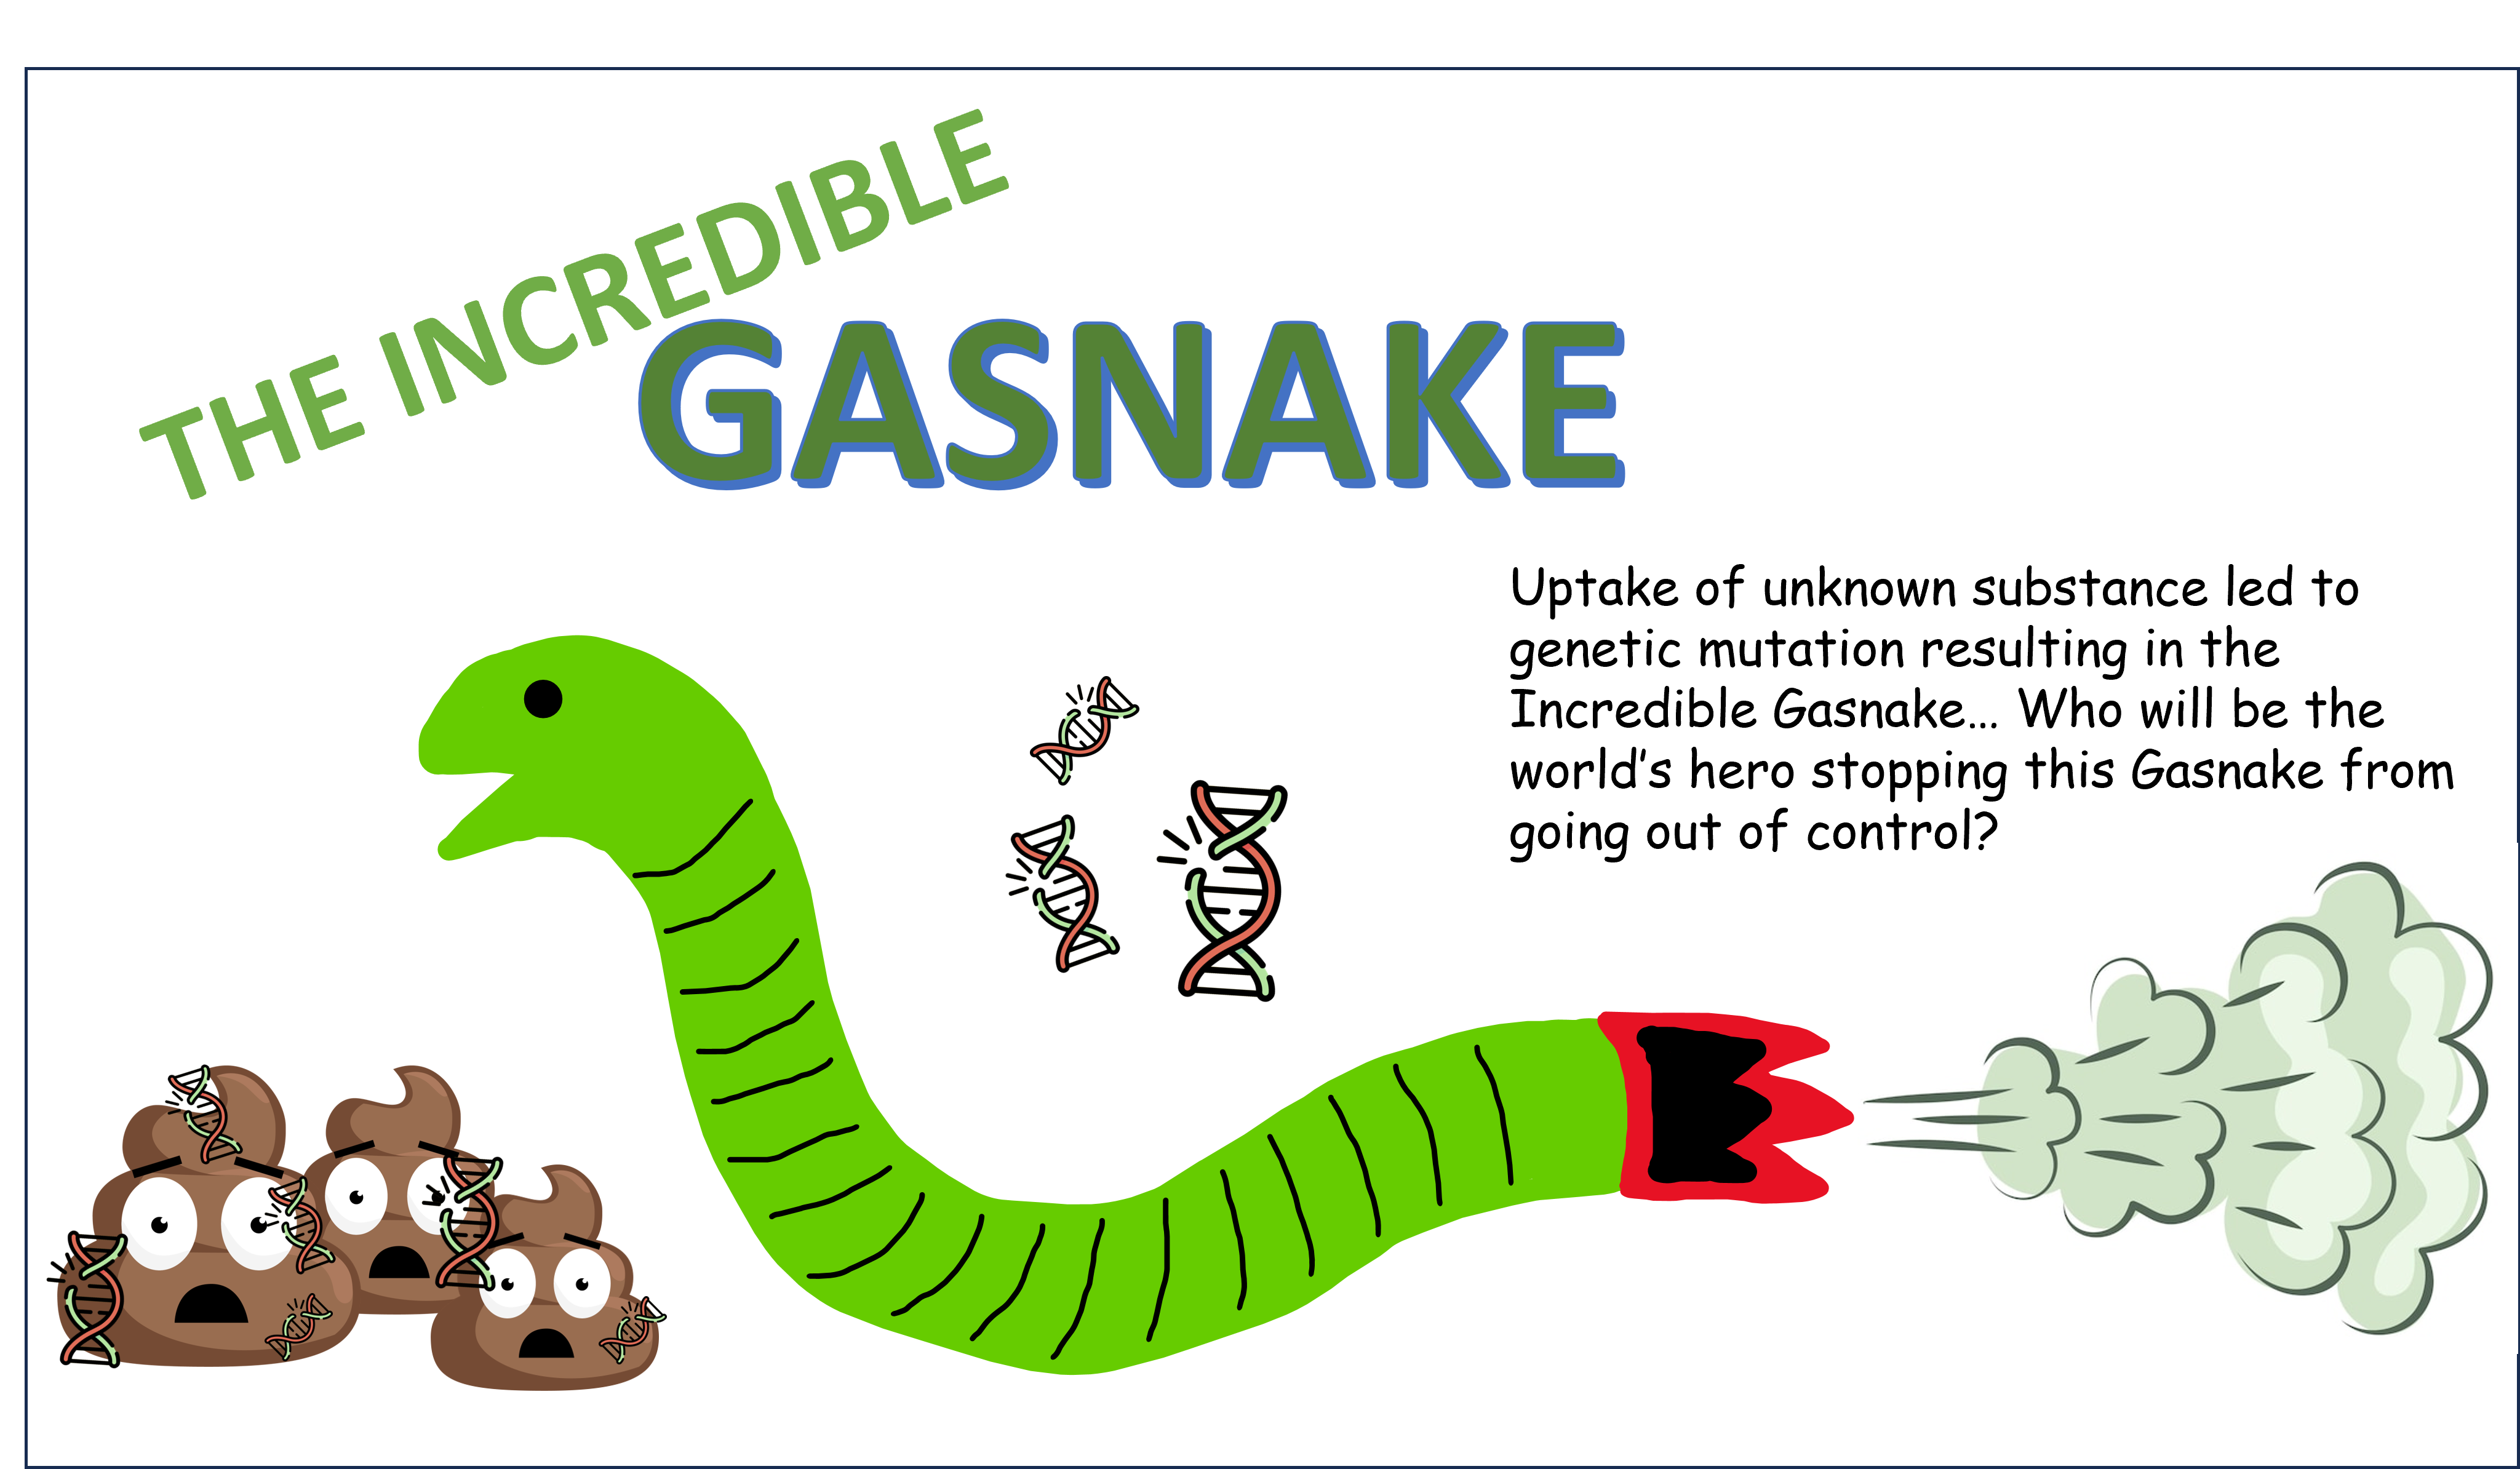 THE INCREDIBLE
GASNAKE
Uptake of unknown substance led to
genetic mutation resulting in the
Incredible Gasnake... Who will be the
world's hero stopping this Gasnake from
going out of control?